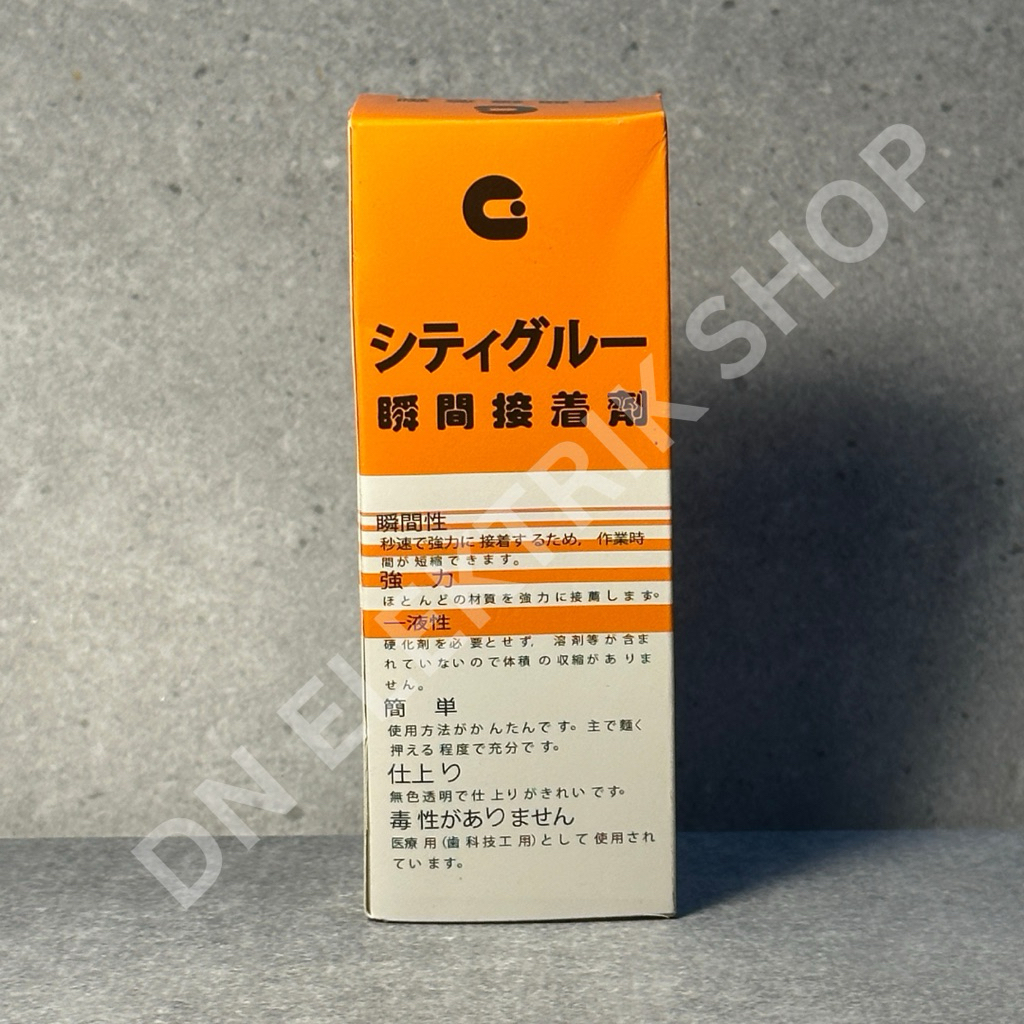 シティグルー
瞬間接着剤
瞬間性
秒速で強力に接着するため, 作業時
間が短縮できます。
強 力
ほとんどの材質を強力に接薦します。
一液性
硬化剤を必要とせず, 溶剤等が含ま
れていないので体積の収縮がありま
せん。
簡 単
使用方法がかんたんです。主で麺く
押える程度で充分です。
仕上り
無色透明で仕上りがきれいです。
毒性がありません
医療用(歯科技工用)として使用され
ています。
DN ELEKTRIK SHOP